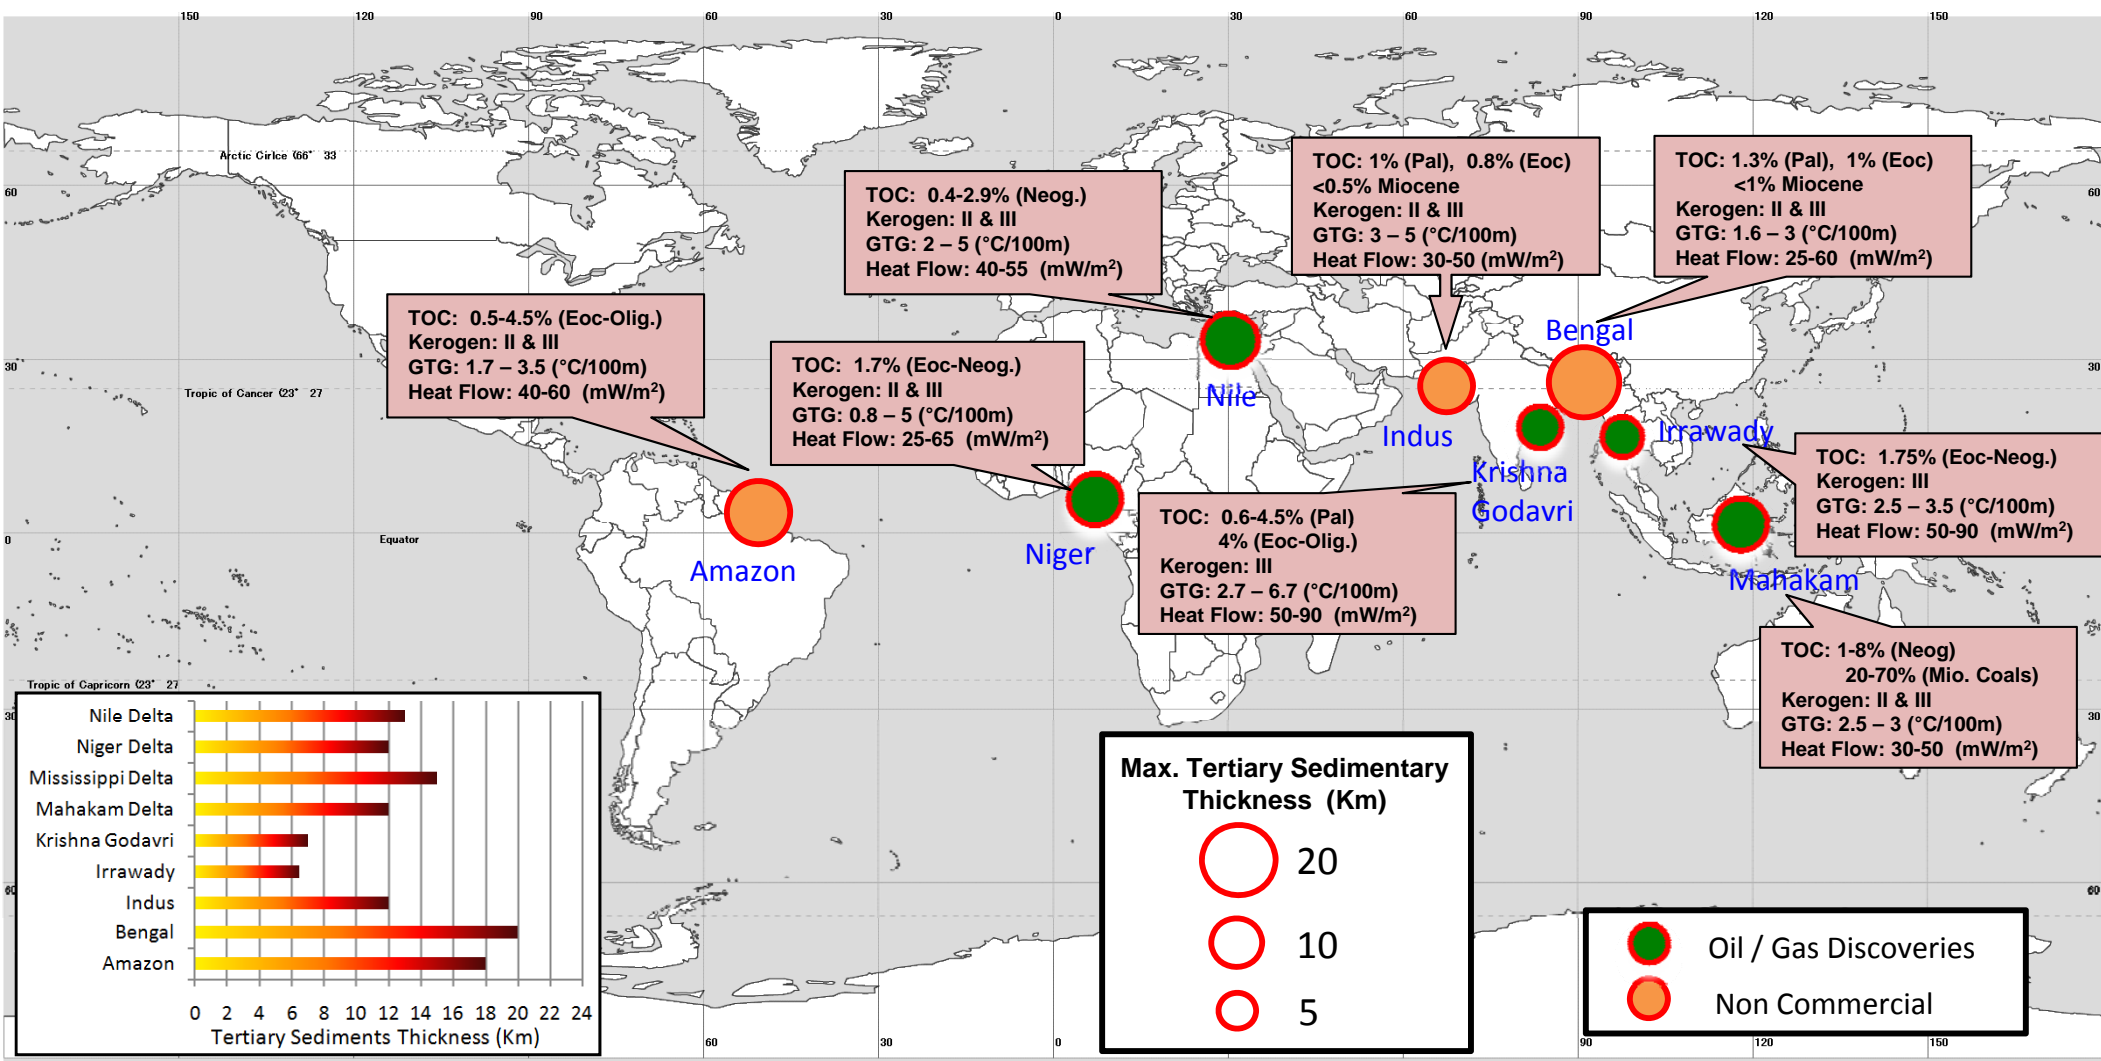 150
90
60
0
30
60
90
120
150
Arctic Cirlce (66° 33
60
60
TOC: 0.4-2.9% (Neog.)
Kerogen: II & III
GTG: 2 – 5 (°C/100m)
Heat Flow: 40-55 (mW/m²)
TOC: 1% (Pal), 0.8% (Eoc)
<0.5% Miocene
Kerogen: II & III
GTG: 3 – 5 (°C/100m)
Heat Flow: 30-50 (mW/m²)
TOC: 1.3% (Pal), 1% (Eoc)
<1% Miocene
Kerogen: II & III
GTG: 1.6 – 3 (°C/100m)
Heat Flow: 25-60 (mW/m²)
TOC: 0.5-4.5% (Eoc-Olig.)
Kerogen: II & III
GTG: 1.7 – 3.5 (°C/100m)
Heat Flow: 40-60 (mW/m²)
TOC: 1.7% (Eoc-Neog.)
Kerogen: II & III
GTG: 0.8 – 5 (°C/100m)
Heat Flow: 25-65 (mW/m²)
30
30
Tropic of Cancer (23° 27
Bengal
Nile
Indus
Irrawady
Krishna
Godavri
TOC: 1.75% (Eoc-Neog.)
Kerogen: III
GTG: 2.5 – 3.5 (°C/100m)
Heat Flow: 50-90 (mW/m²)
TOC: 0.6-4.5% (Pal)
4% (Eoc-Olig.)
Kerogen: III
GTG: 2.7 – 6.7 (°C/100m)
Heat Flow: 50-90 (mW/m²)
0
Equator
Niger
Amazon
Mahakam
TOC: 1-8% (Neog)
20-70% (Mio. Coals)
Kerogen: II & III
GTG: 2.5 – 3 (°C/100m)
Heat Flow: 30-50 (mW/m²)
Tropic of Capricorn (23° 27
30
30
Nile Delta
Niger Delta
Mississippi Delta
Mahakam Delta
Krishna Godavri
Irrawady
Indus
Bengal
Amazon
0 2 4 6 8 10 12 14 16 18 20 22 24
Tertiary Sediments Thickness (Km)
Max. Tertiary Sedimentary
Thickness (Km)
20
10
5
60
60
Oil / Gas Discoveries
Non Commercial
60
30
0
30
60
90
120
150